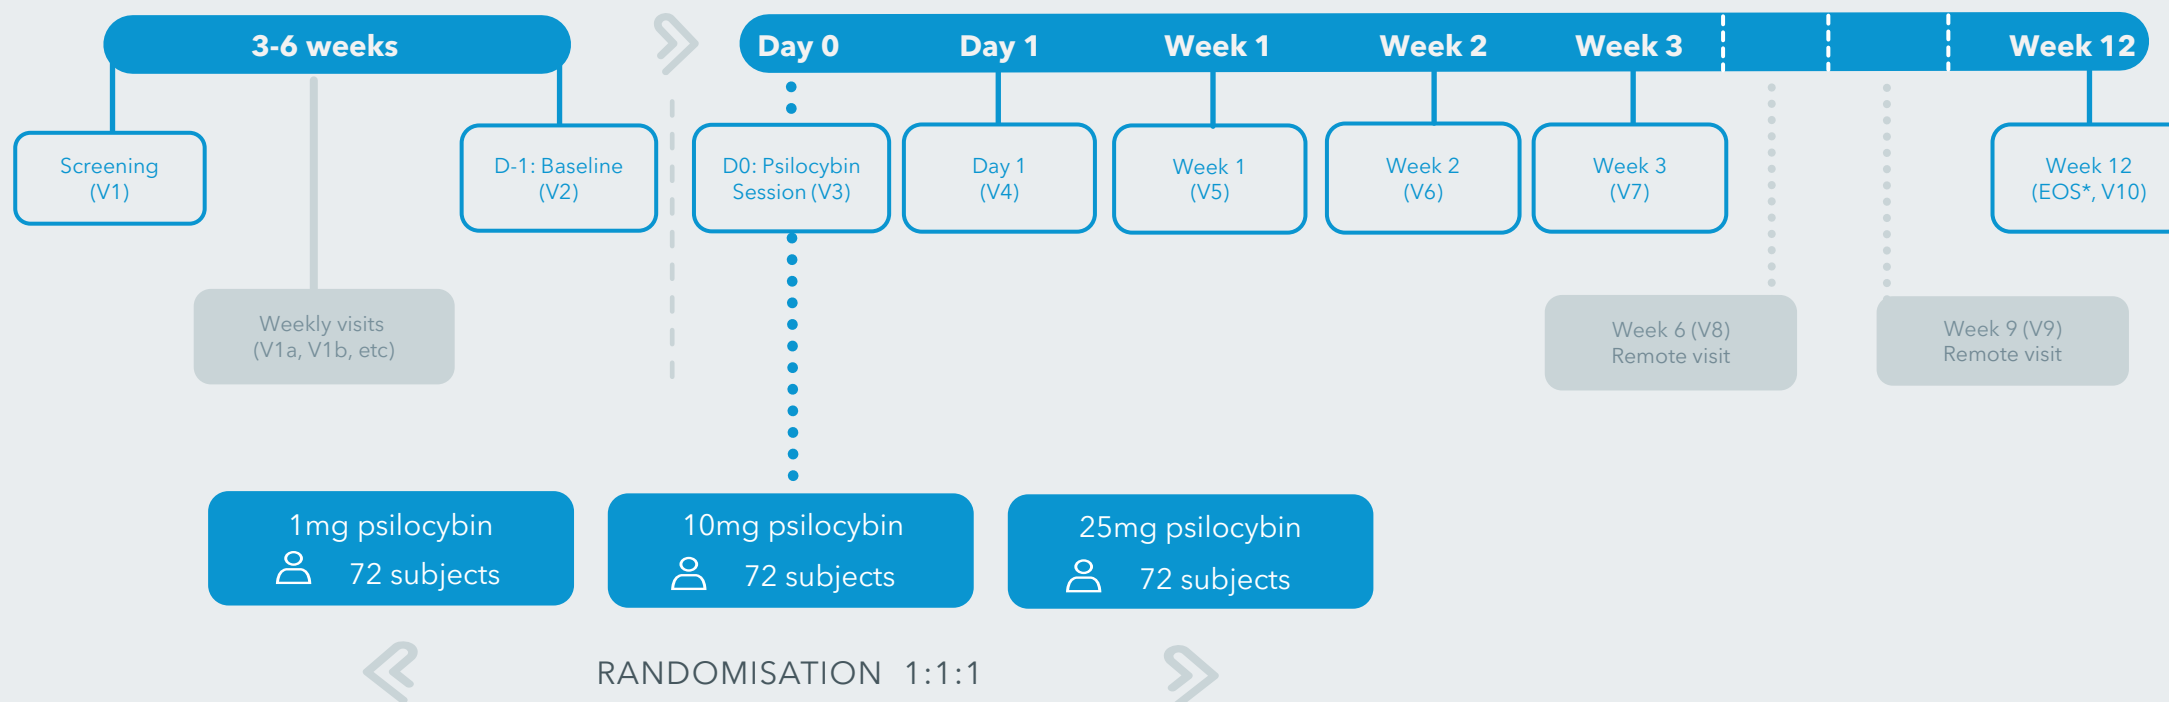 3-6 weeks
Day 0
Day 1
Week 1
Week 2
Week 3
Week 12
Screening
(V1)
D-1: Baseline
(V2)
D0: Psilocybin
Session (V3)
Day 1
(V4)
Week 1
(V5)
Week 2
(V6)
Week 3
(V7)
Week 12
(EOS*, V10)
Weekly visits
(V1a, V1b, etc)
Week 6 (V8)
Remote visit
Week 9 (V9)
Remote visit
1mg psilocybin
72 subjects
10mg psilocybin
72 subjects
25mg psilocybin
72 subjects
RANDOMISATION 1:1:1